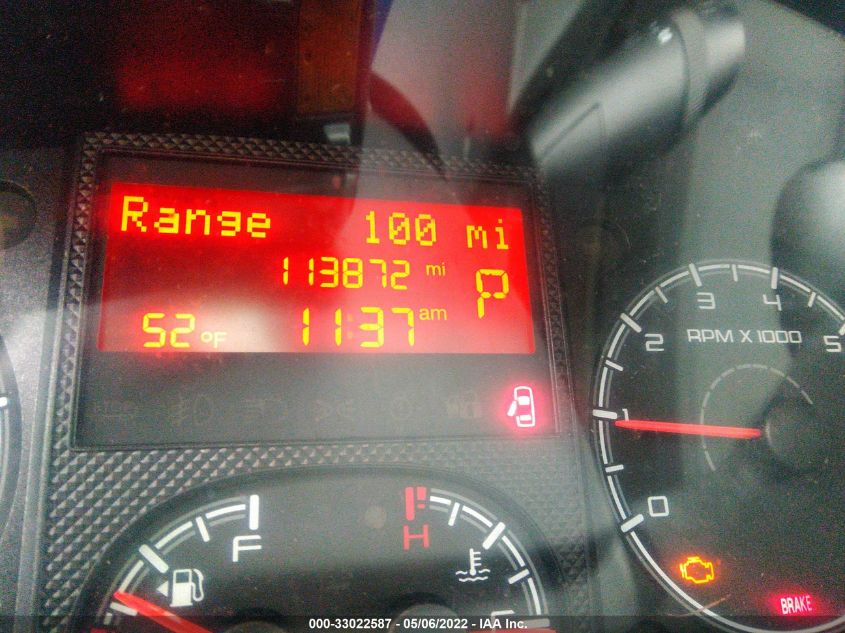 Range 100 mi
113872 mi
P
52°F 11:37 am
3 4
2 RPM X 1000 5
1
0
F H
BRAKE
000-33022587 - 05/06/2022 - IAA Inc.